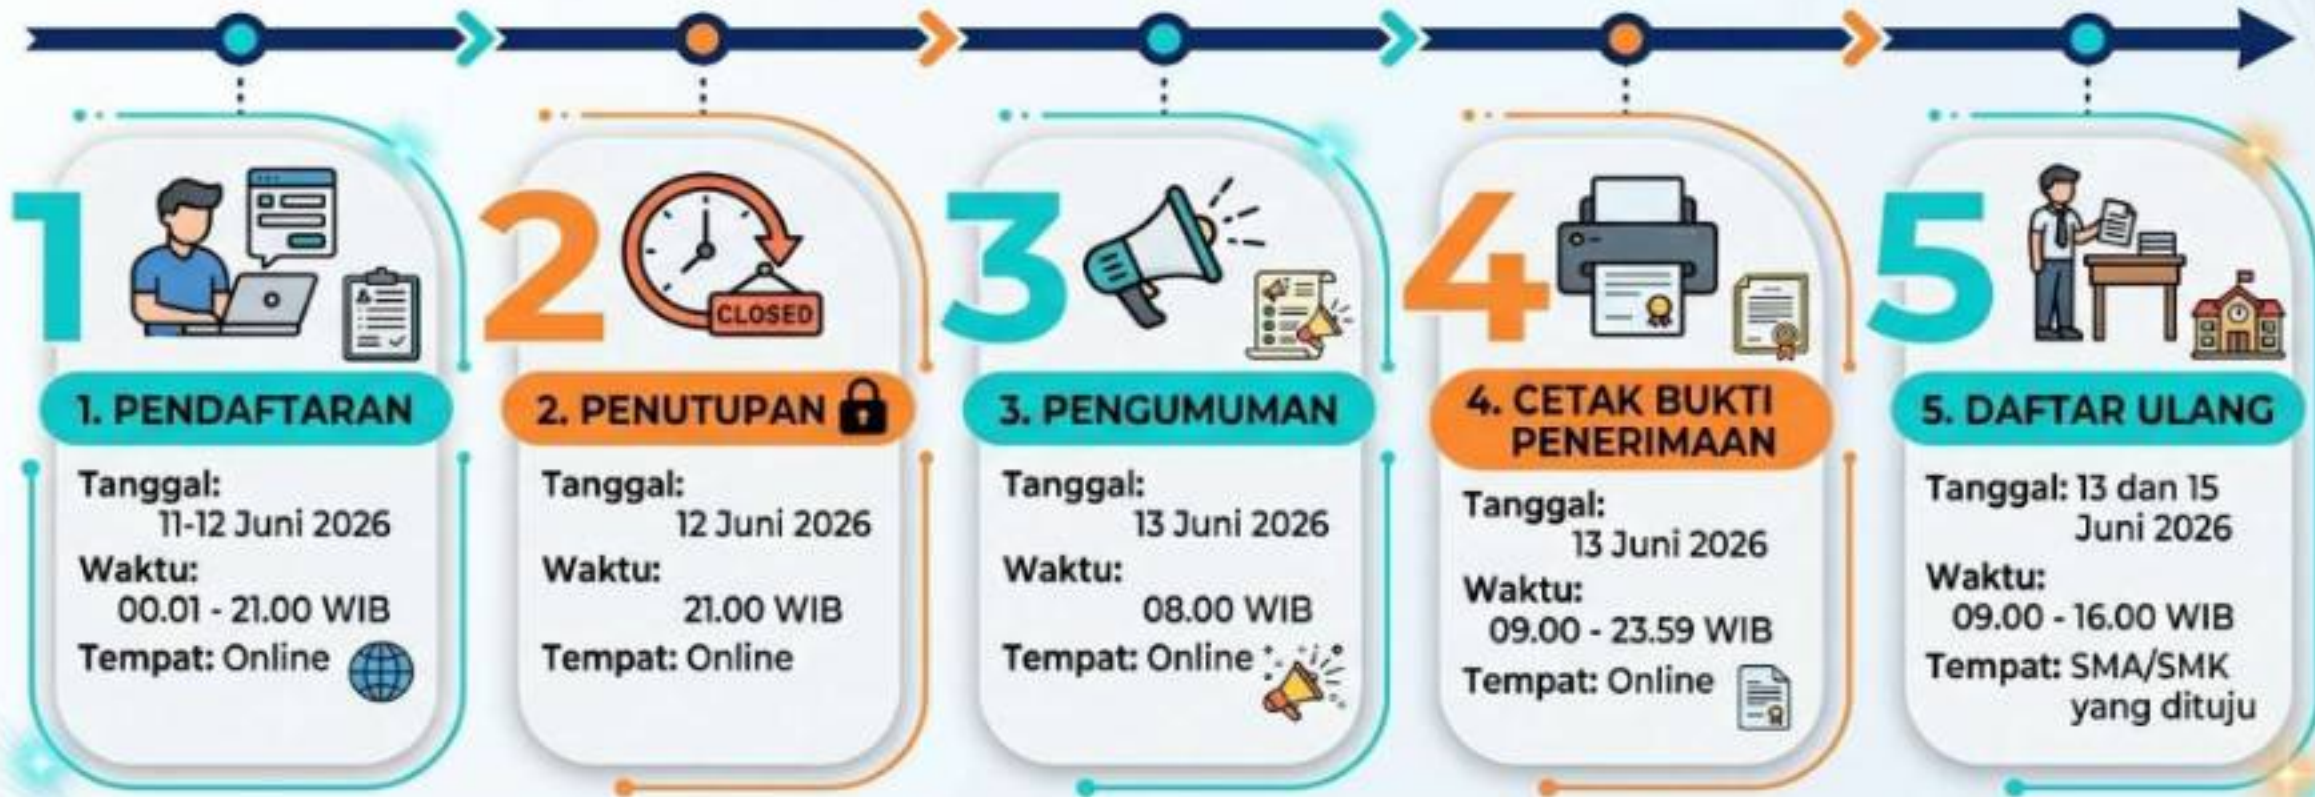 1
2
CLOSED
3
4
5
1. PENDAFTARAN
Tanggal:
11-12 Juni 2026
Waktu:
00.01 - 21.00 WIB
Tempat: Online
2. PENUTUPAN
Tanggal:
12 Juni 2026
Waktu:
21.00 WIB
Tempat: Online
3. PENGUMUMAN
Tanggal:
13 Juni 2026
Waktu:
08.00 WIB
Tempat: Online
4. CETAK BUKTI
PENERIMAAN
Tanggal:
13 Juni 2026
Waktu:
09.00 - 23.59 WIB
Tempat: Online
5. DAFTAR ULANG
Tanggal: 13 dan 15
Juni 2026
Waktu:
09.00 - 16.00 WIB
Tempat: SMA/SMK
yang dituju